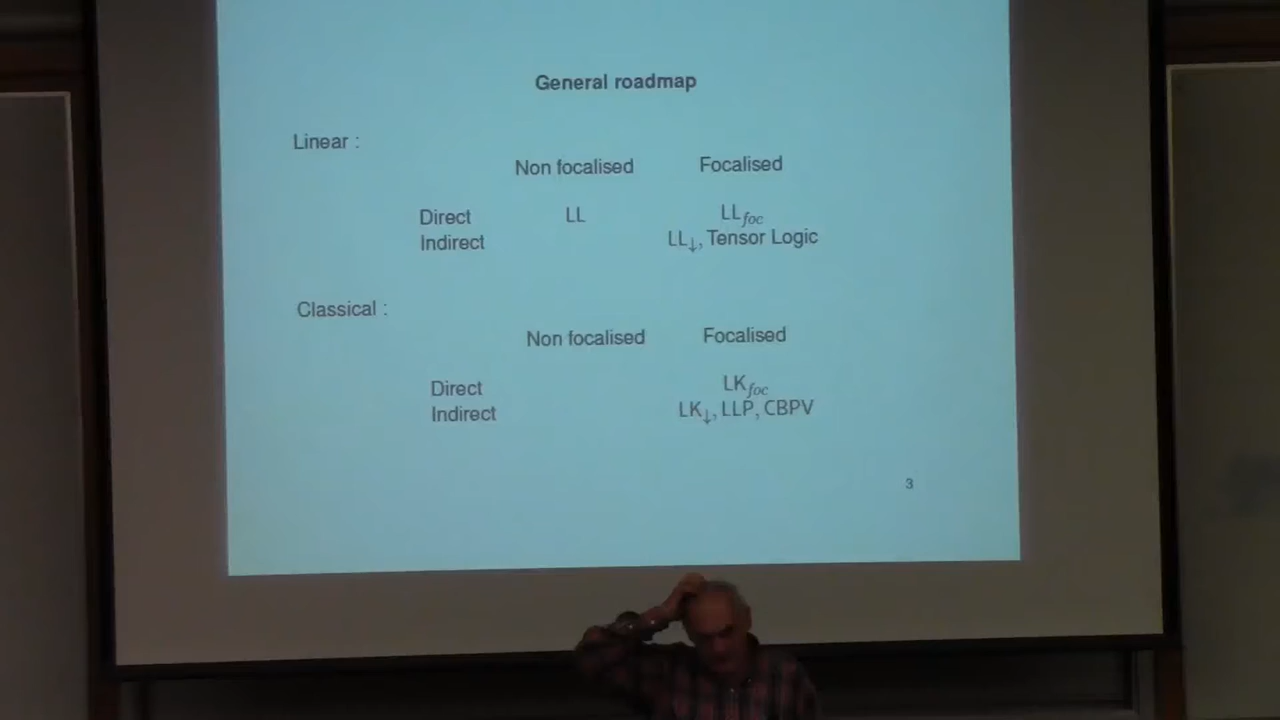 General roadmap
Linear :
Non focalised Focalised
Direct LL LL_foc
Indirect LL↓, Tensor Logic
Classical :
Non focalised Focalised
Direct LK_foc
Indirect LK↓, LLP, CBPV
3